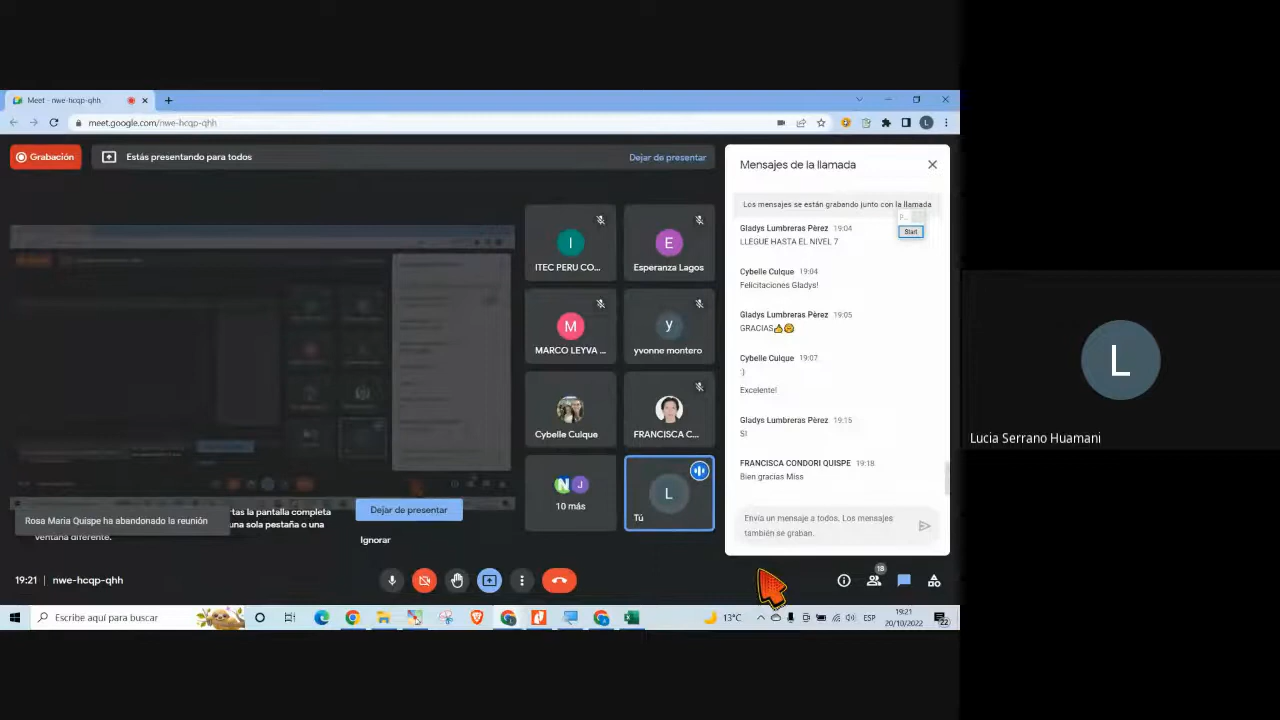 Meet - nwe-hcqp-qhh
meet.google.com/nwe-hcqp-qhh
L
Grabación
Estás presentando para todos
Dejar de presentar
Mensajes de la llamada
Los mensajes se están grabando junto con la llamada
Start
Gladys Lumbreras Pèrez 19:04
LLEGUE HASTA EL NIVEL 7
Cybelle Culque 19:04
Felicitaciones Gladys!
Gladys Lumbreras Pèrez 19:05
GRACIAS👍🤗
Cybelle Culque 19:07
:)
Excelente!
Gladys Lumbreras Pèrez 19:15
SI
FRANCISCA CONDORI QUISPE 19:18
Bien gracias Miss
Envía un mensaje a todos. Los mensajes
también se graban.
I
ITEC PERU CO...
E
Esperanza Lagos
M
MARCO LEYVA ...
y
yvonne montero
Cybelle Culque
FRANCISCA C...
N J
10 más
L
Tú
Rosa Maria Quispe ha abandonado la reunión
rtas la pantalla completa
una sola pestaña o una
ventana diferente.
Dejar de presentar
Ignorar
19:21 | nwe-hcqp-qhh
18
Escribe aquí para buscar
13°C
ESP
19:21
20/10/2022
22
L
Lucia Serrano Huamani